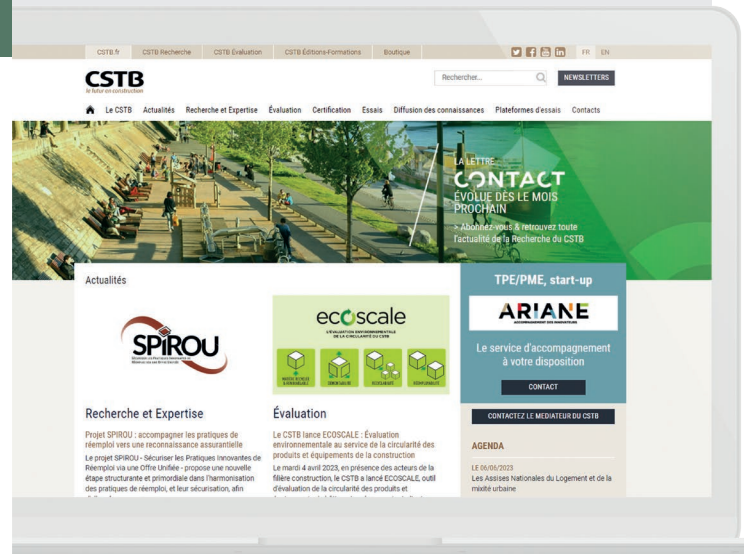 CSTB.fr CSTB Recherche CSTB Évaluation CSTB Éditions-Formations Boutique FR EN
CSTB
le futur en construction
Rechercher... NEWSLETTERS
Le CSTB Actualités Recherche et Expertise Évaluation Certification Essais Diffusion des connaissances Plateformes d'essais Contacts
LA LETTRE
CONTACT
ÉVOLUE DÈS LE MOIS
PROCHAIN
> Abonnez-vous & retrouvez toute
l'actualité de la Recherche du CSTB
Actualités
SPIROU
ecoscale
L'ÉVALUATION ENVIRONNEMENTALE
DE LA CIRCULARITÉ DU CSTB
DÉMONTABILITÉ
RECYCLABILITÉ
RÉEMPLOYABILITÉ
TPE/PME, start-up
ARIANE
ACCOMPAGNEMENT DES INNOVATEURS
Le service d'accompagnement
à votre disposition
CONTACT
Recherche et Expertise
Projet SPIROU : accompagner les pratiques de
réemploi vers une reconnaissance assurantielle
Le projet SPIROU - Sécuriser les Pratiques Innovantes de
Réemploi via une Offre Unifiée - propose une nouvelle
étape structurante et primordiale dans l'harmonisation
des pratiques de réemploi, et leur sécurisation, afin
Évaluation
Le CSTB lance ECOSCALE : Évaluation
environnementale au service de la circularité des
produits et équipements de la construction
Le mardi 4 avril 2023, en présence des acteurs de la
filière construction, le CSTB a lancé ECOSCALE, outil
d'évaluation de la circularité des produits et
CONTACTEZ LE MEDIATEUR DU CSTB
AGENDA
LE 06/06/2023
Les Assises Nationales du Logement et de la
mixité urbaine